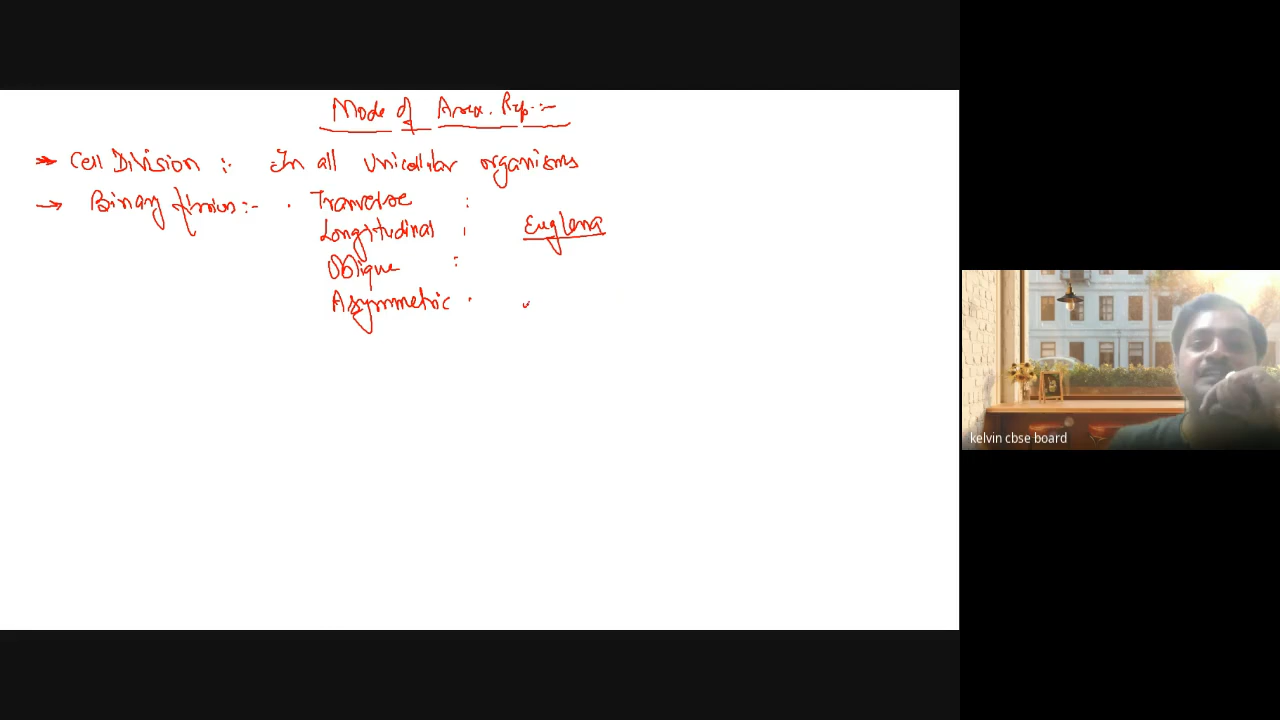 Mode of Asex. Rep. :-
→ Cell Division :- In all Unicellular organisms
→ Binary fission :- . Transverse :
Longitudinal : Euglena
Oblique :
Asymmetric .
kelvin cbse board